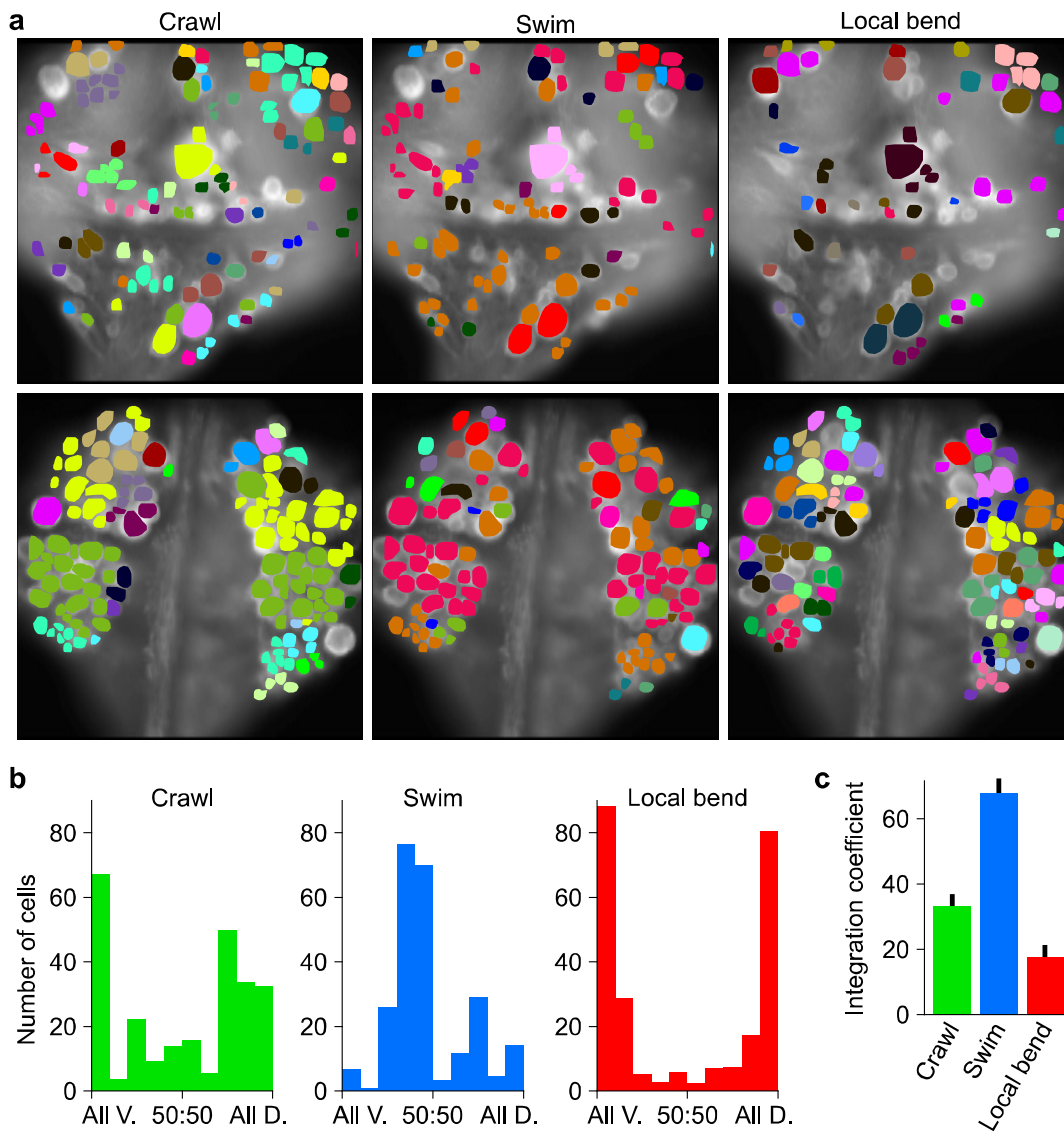 a
Crawl Swim Local bend
b
Crawl Swim Local bend
Number of cells
80
60
40
20
0
All V. 50:50 All D.
80
60
40
20
0
All V. 50:50 All D.
80
60
40
20
0
All V. 50:50 All D.
c
Integration coefficient
60
40
20
0
Crawl
Swim
Local bend